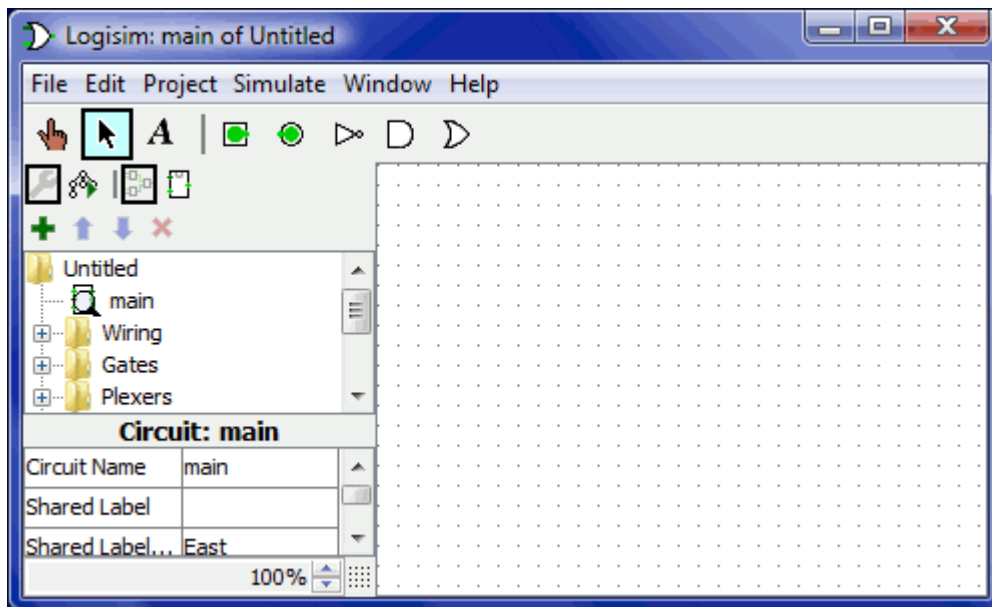 Logisim: main of Untitled
File Edit Project Simulate Window Help
A
Untitled
main
Wiring
Gates
Plexers
Circuit: main
Circuit Name main
Shared Label
Shared Label... East
100%